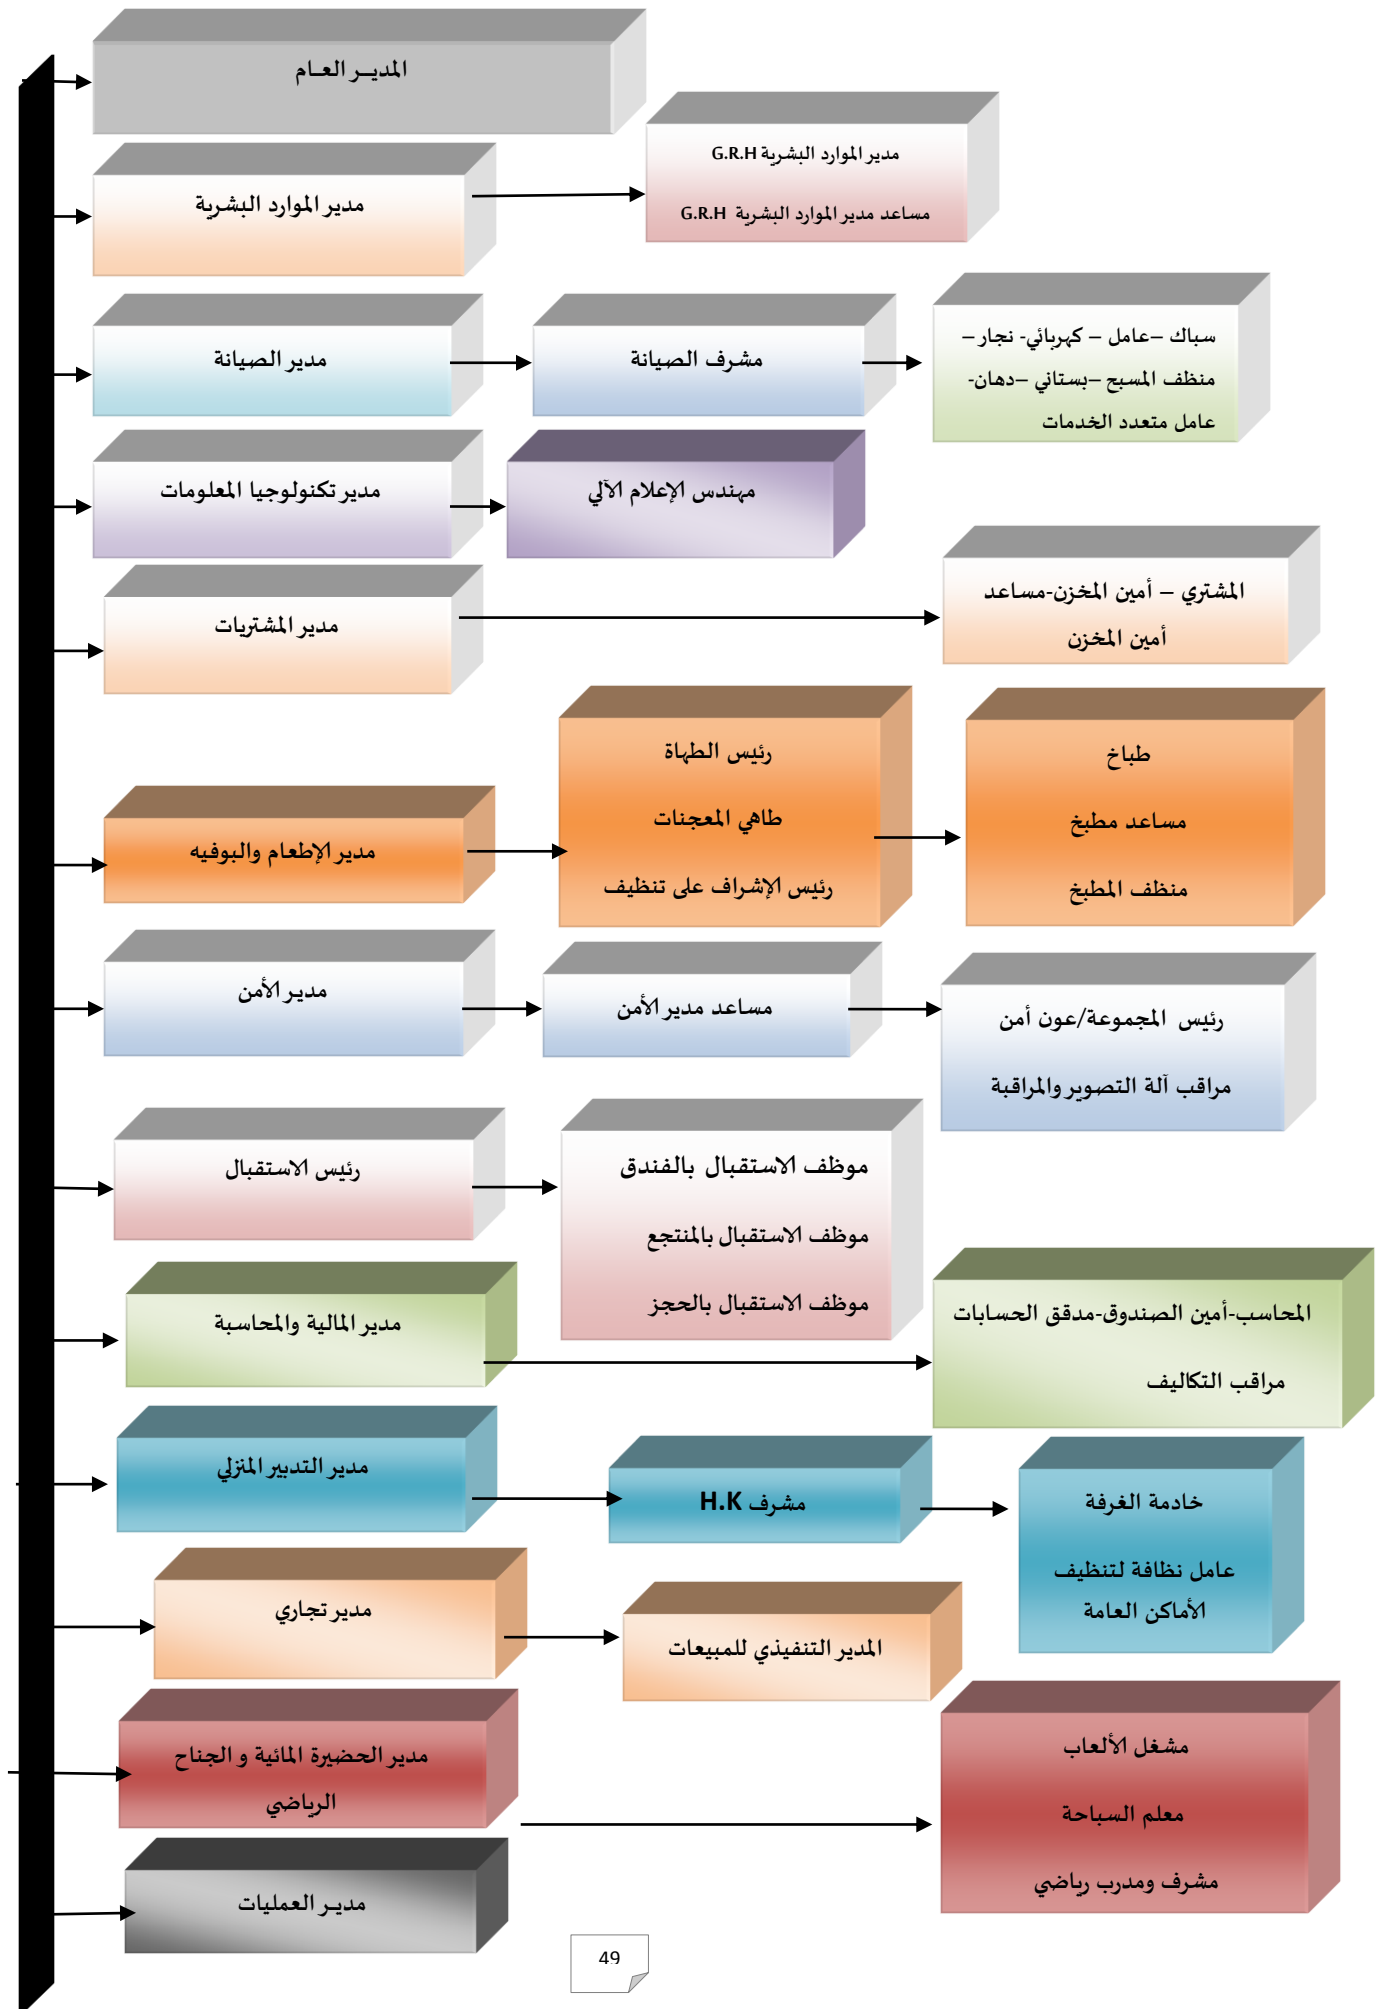 المديـر العـام
مدير الموارد البشرية
مدير الموارد البشرية G.R.H
مساعد مدير الموارد البشرية G.R.H
مدير الصيانة
مشرف الصيانة
سباك –عامل – كهربائي- نجار –
منظف المسبح –بستاني –دهان-
عامل متعدد الخدمات
مدير تكنولوجيا المعلومات
مهندس الإعلام الآلي
مدير المشتريات
المشتري – أمين المخزن-مساعد
أمين المخزن
مدير الإطعام والبوفيه
رئيس الطهاة
طاهي المعجنات
رئيس الإشراف على تنظيف
طباخ
مساعد مطبخ
منظف المطبخ
مدير الأمن
مساعد مدير الأمن
رئيس المجموعة/عون أمن
مراقب آلة التصوير والمراقبة
رئيس الاستقبال
موظف الاستقبال بالفندق
موظف الاستقبال بالمنتجع
موظف الاستقبال بالحجز
مدير المالية والمحاسبة
المحاسب-أمين الصندوق-مدقق الحسابات
مراقب التكاليف
مدير التدبير المنزلي
مشرف H.K
خادمة الغرفة
عامل نظافة لتنظيف
الأماكن العامة
مدير تجاري
المدير التنفيذي للمبيعات
مدير الحضيرة المائية و الجناح
الرياضي
مشغل الألعاب
معلم السباحة
مشرف ومدرب رياضي
مديـر العمليات
49